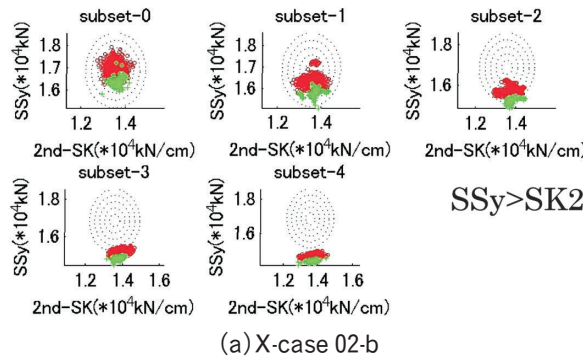 subset-0
subset-1
subset-2
SSy(*10⁴kN)
1.8
1.7
1.6
1.2
1.4
2nd-SK(*10⁴kN/cm)
SSy(*10⁴kN)
1.8
1.7
1.6
1.2
1.4
2nd-SK(*10⁴kN/cm)
SSy(*10⁴kN)
1.8
1.6
1.2
1.4
2nd-SK(*10⁴kN/cm)
subset-3
subset-4
SSy(*10⁴kN)
1.8
1.6
1.2
1.4
1.6
2nd-SK(*10⁴kN/cm)
SSy(*10⁴kN)
1.8
1.6
1.2
1.4
1.6
2nd-SK(*10⁴kN/cm)
SSy>SK2
(a) X-case 02-b